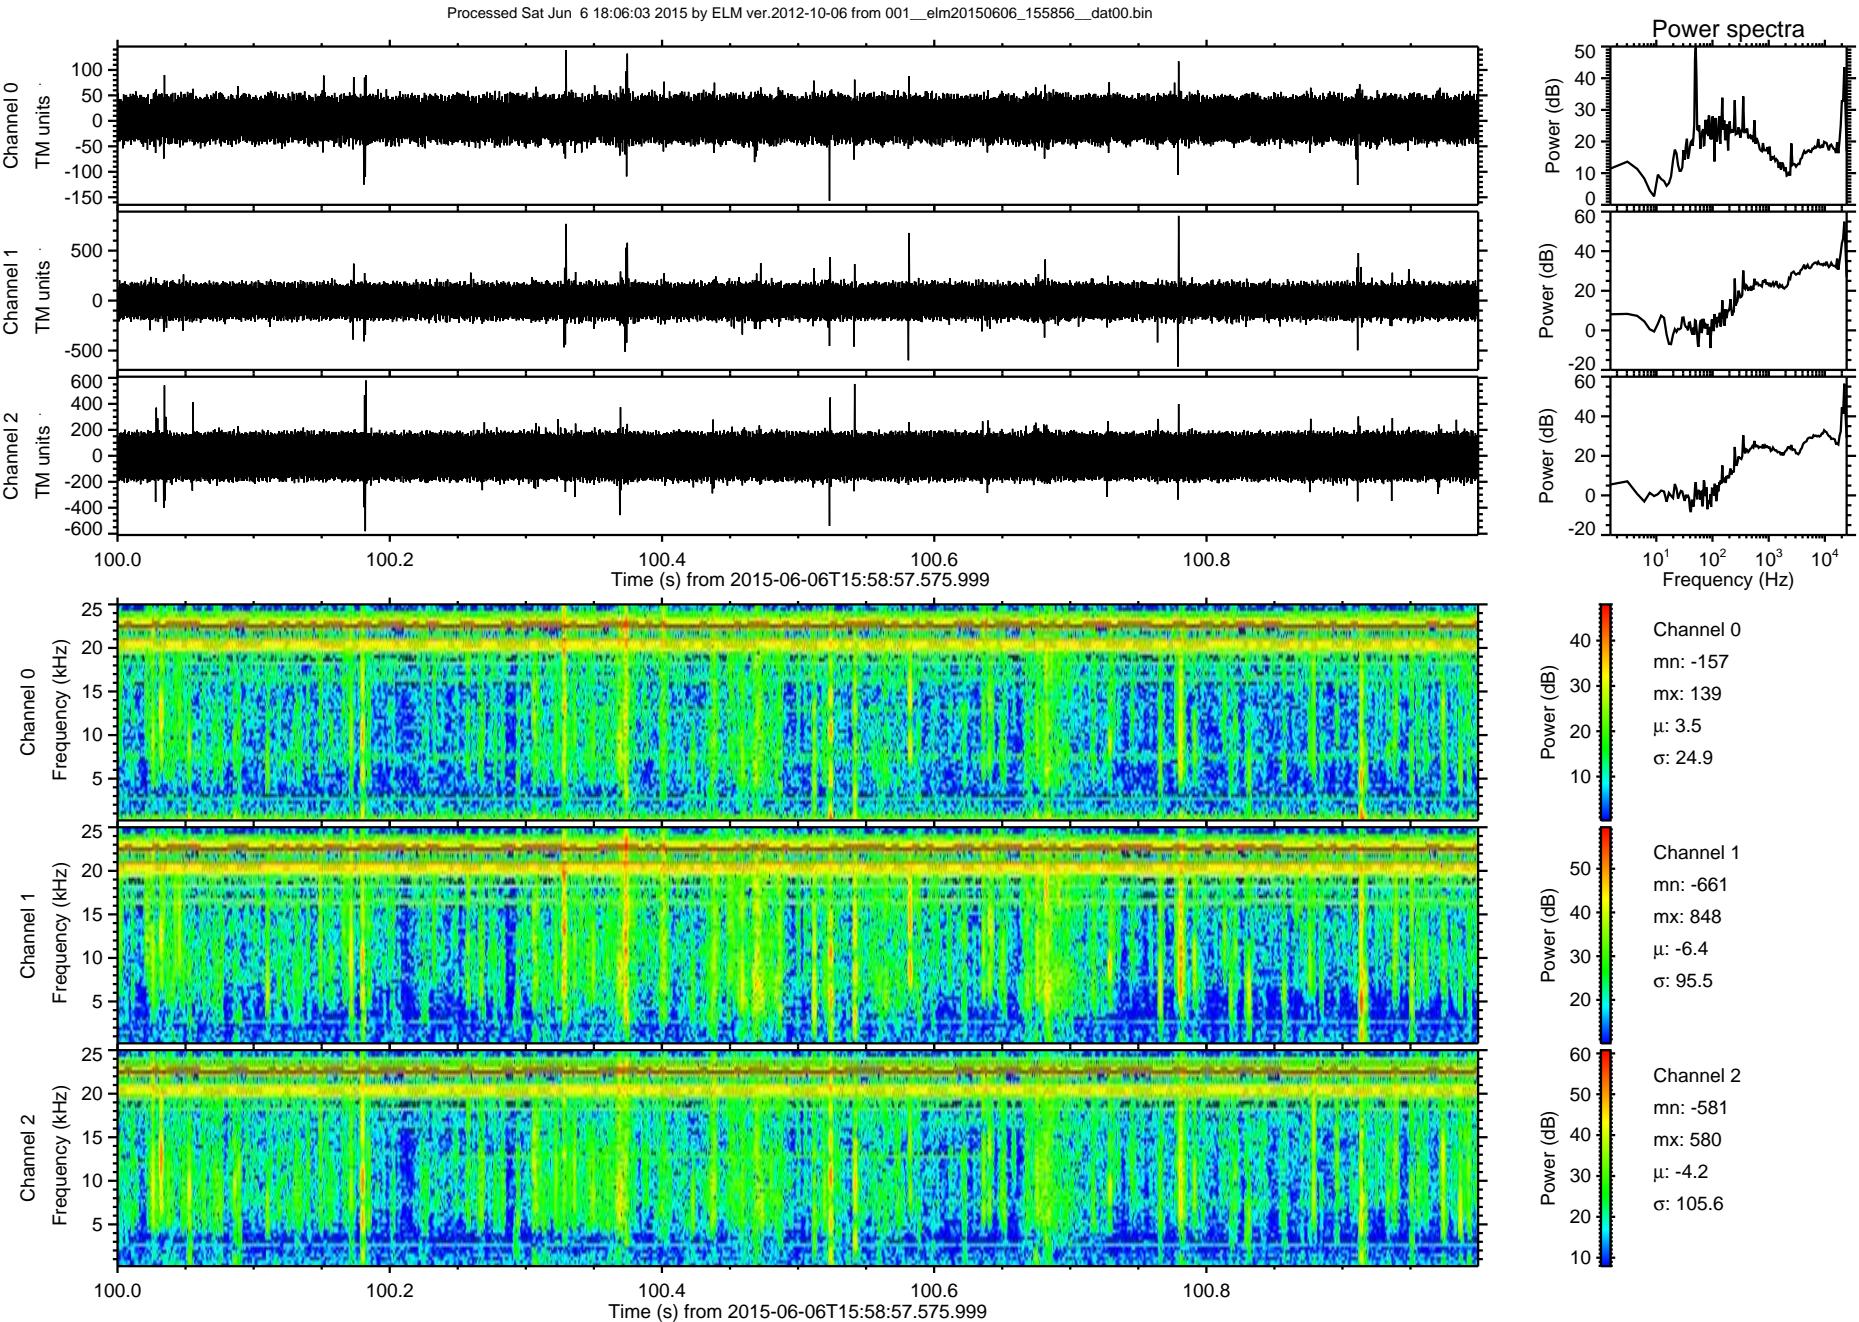 Processed Sat Jun 6 18:06:03 2015 by ELM ver.2012-10-06 from 001__elm20150606_155856__dat00.bin
Power spectra
Channel 0
TM units
100
50
0
-50
-100
-150
Power (dB)
50
40
30
20
10
0
Channel 1
TM units
500
0
-500
Power (dB)
60
40
20
0
-20
Channel 2
TM units
600
400
200
0
-200
-400
-600
Power (dB)
60
40
20
0
-20
100.0 100.2 100.4 100.6 100.8
Time (s) from 2015-06-06T15:58:57.575.999
10^1 10^2 10^3 10^4
Frequency (Hz)
Channel 0
Frequency (kHz)
25
20
15
10
5
Power (dB)
40
30
20
10
Channel 0
mn: -157
mx: 139
μ: 3.5
σ: 24.9
Channel 1
Frequency (kHz)
25
20
15
10
5
Power (dB)
50
40
30
20
Channel 1
mn: -661
mx: 848
μ: -6.4
σ: 95.5
Channel 2
Frequency (kHz)
25
20
15
10
5
Power (dB)
60
50
40
30
20
10
Channel 2
mn: -581
mx: 580
μ: -4.2
σ: 105.6
100.0 100.2 100.4 100.6 100.8
Time (s) from 2015-06-06T15:58:57.575.999